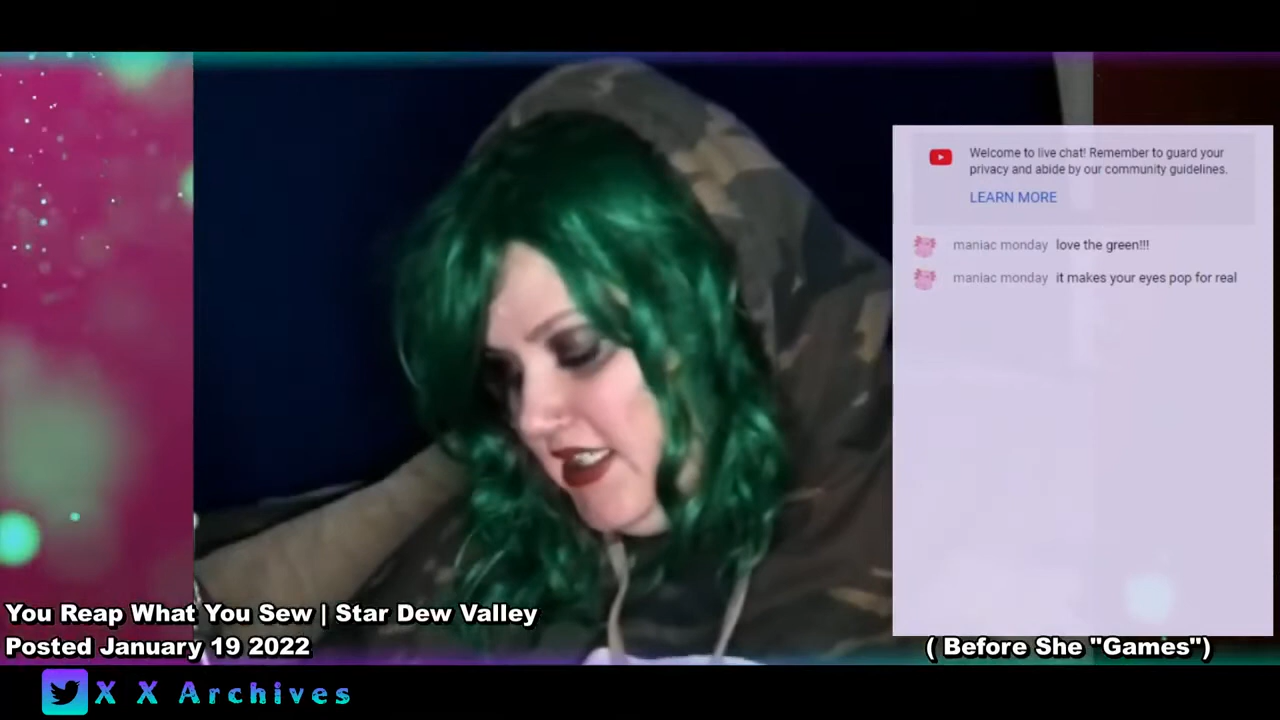 Welcome to live chat! Remember to guard your
privacy and abide by our community guidelines.
LEARN MORE
maniac monday love the green!!!
maniac monday it makes your eyes pop for real
You Reap What You Sew | Star Dew Valley
Posted January 19 2022
( Before She "Games")
X X Archives